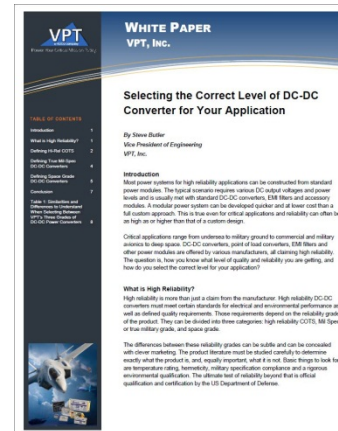 VPT
WHITE PAPER
VPT, INC.
Selecting the Correct Level of DC-DC
Converter for Your Application
By Steve Butler
Vice President of Engineering
VPT, Inc.
TABLE OF CONTENTS
Introduction 1
What is High Reliability? 1
Defining Hi-Rel COTS 2
Defining True Mil-Spec
DC-DC Converters 4
Defining Space Grade
DC-DC Converters 5
Conclusion 7
Table 1: Similarities and
Differences to Understand
When Selecting Between
VPT's Three Grades of
DC-DC Power Converters 8
Introduction
Most power systems for high reliability applications can be constructed from standard
power modules. The typical scenario requires various DC output voltages and power
levels and is usually met with standard DC-DC converters, EMI filters and accessory
modules. A modular power system can be developed quicker and at lower cost than a
full custom approach. This is true even for critical applications and reliability can often be
as high as or higher than that of a custom design.
Critical applications range from undersea to military ground to commercial and military
avionics to deep space. DC-DC converters, point of load converters, EMI filters and
other power modules are offered by various manufacturers, all claiming high reliability.
The question is, how you know what level of quality and reliability you are getting, and
how do you select the correct level for your application?
What is High Reliability?
High reliability is more than just a claim from the manufacturer. High reliability DC-DC
converters must meet certain standards for electrical and environmental performance as
well as defined quality requirements. Those requirements depend on the reliability grade
of the product. They can be divided into three categories: high reliability COTS, Mil Spec
or true military grade, and space grade.
The differences between these reliability grades can be subtle and can be concealed
with clever marketing. The product literature must be studied carefully to determine
exactly what the product is, and, equally important, what it is not. Basic things to look for
are temperature rating, hermeticity, military specification compliance and a rigorous
environmental qualification. The ultimate test of reliability beyond that is official
qualification and certification by the US Department of Defense.